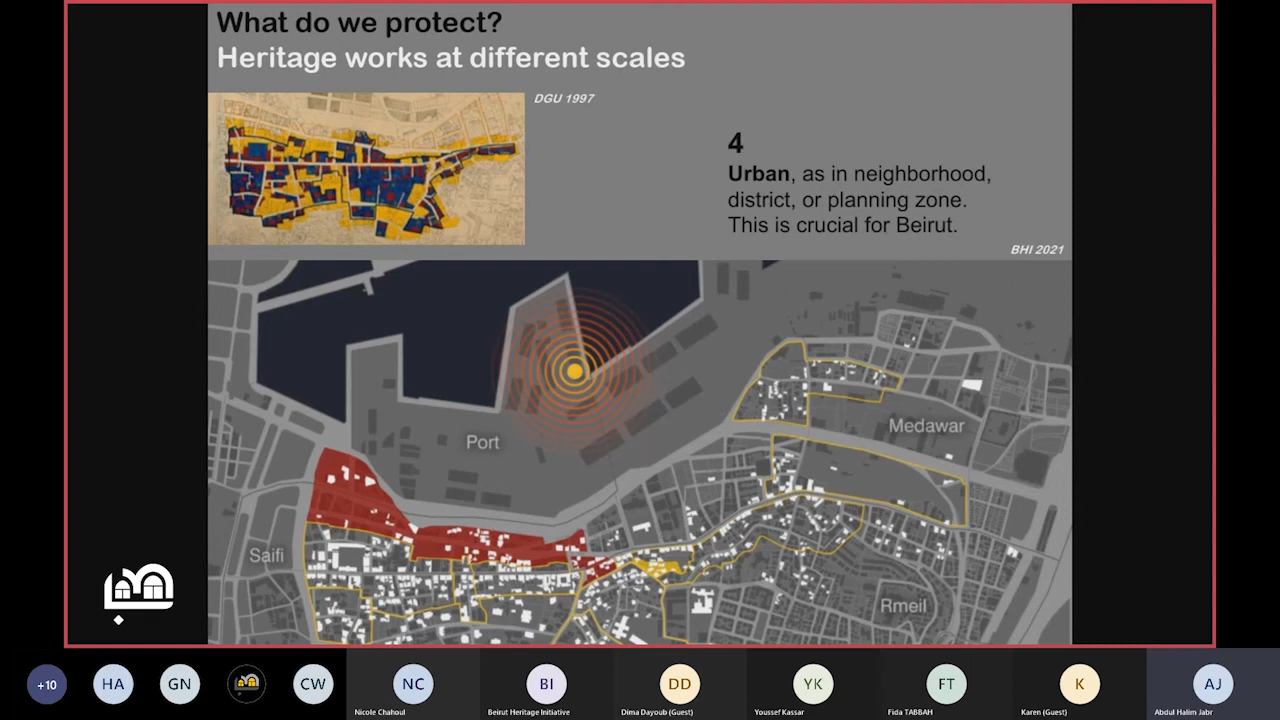 What do we protect?
Heritage works at different scales
DGU 1997
4
Urban, as in neighborhood,
district, or planning zone.
This is crucial for Beirut.
BHI 2021
Port
Medawar
Saifi
Rmeil
+10
HA
GN
CW
NC
BI
DD
YK
FT
K
AJ
Nicole Chahoul
Beirut Heritage Initiative
Dima Dayoub (Guest)
Youssef Kassar
Fida TABBAH
Karen (Guest)
Abdul Halim Jabr